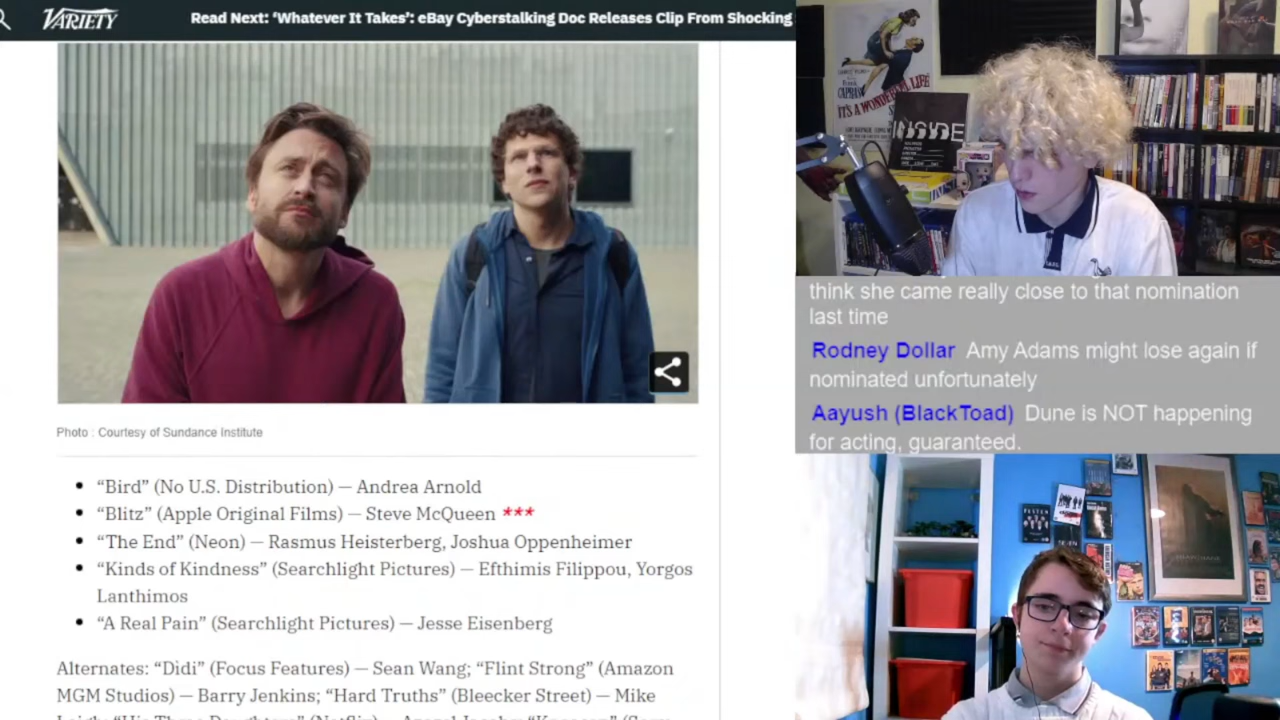 VARIETY
Read Next: ‘Whatever It Takes’: eBay Cyberstalking Doc Releases Clip From Shocking
Photo : Courtesy of Sundance Institute
“Bird” (No U.S. Distribution) — Andrea Arnold
“Blitz” (Apple Original Films) — Steve McQueen ***
“The End” (Neon) — Rasmus Heisterberg, Joshua Oppenheimer
“Kinds of Kindness” (Searchlight Pictures) — Efthimis Filippou, Yorgos
Lanthimos
“A Real Pain” (Searchlight Pictures) — Jesse Eisenberg
Alternates: “Didi” (Focus Features) — Sean Wang; “Flint Strong” (Amazon
MGM Studios) — Barry Jenkins; “Hard Truths” (Bleecker Street) — Mike
IT'S A WONDERFUL LIFE
INSIDE
think she came really close to that nomination
last time
Rodney Dollar Amy Adams might lose again if
nominated unfortunately
Aayush (BlackToad) Dune is NOT happening
for acting, guaranteed.